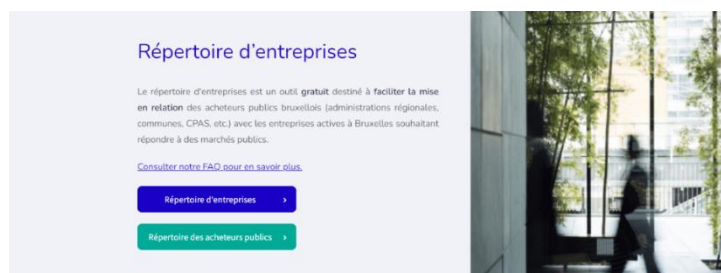 Répertoire d'entreprises
Le répertoire d'entreprises est un outil gratuit destiné à faciliter la mise
en relation des acheteurs publics bruxellois (administrations régionales,
communes, CPAS, etc.) avec les entreprises actives à Bruxelles souhaitant
répondre à des marchés publics.
Consulter notre FAQ pour en savoir plus.
Répertoire d'entreprises ›
Répertoire des acheteurs publics ›